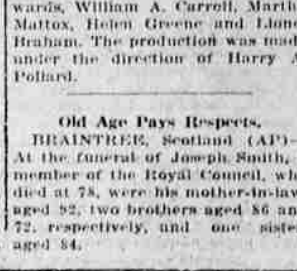 wards, William A. Carroll, Marth
Mattox, Helen Greene and Lione
Braham. The production was mad
under the direction of Harry A
Pollard.
Old Age Pays Respects.
BRAINTREE, Scotland (AP)—
At the funeral of Joseph Smith,
member of the Royal Council, wh
died at 78, were his mother-in-law
aged 92, two brothers aged 86 an
72, respectively, and one siste
aged 84.